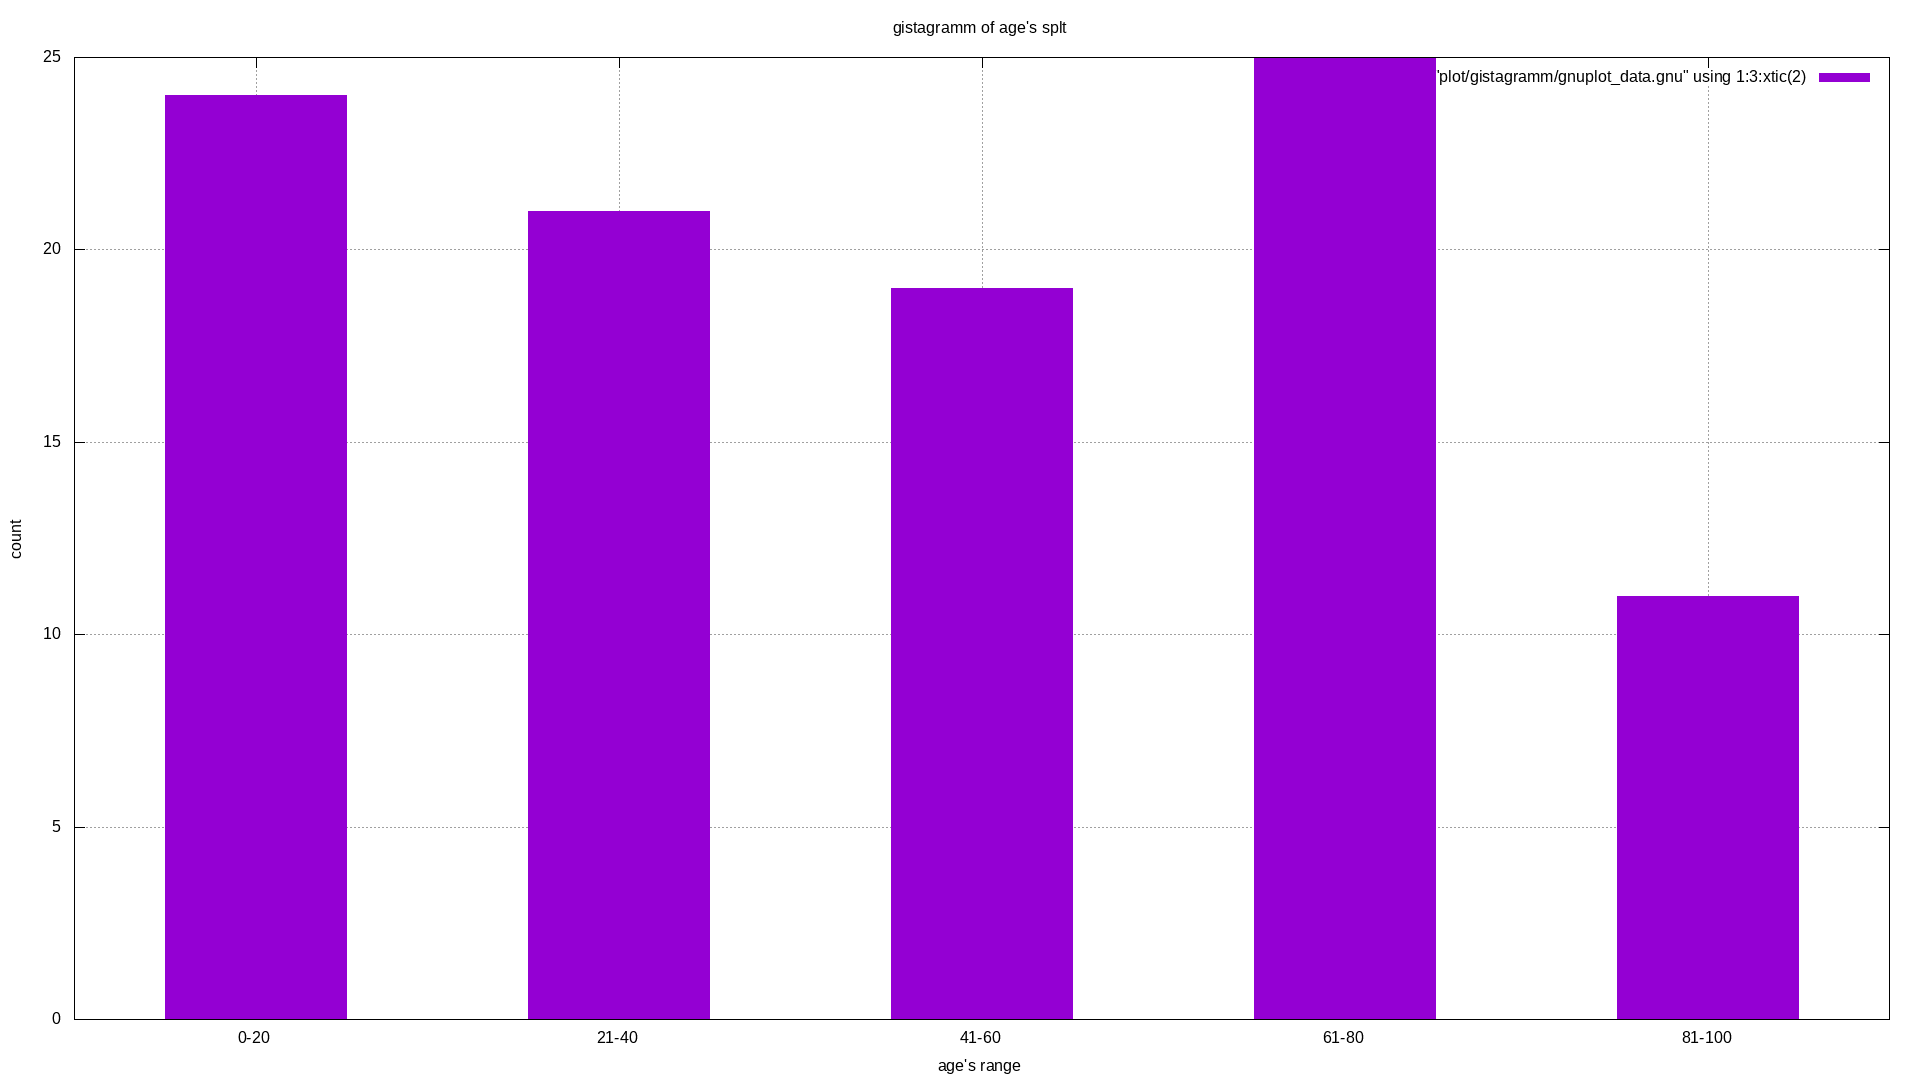 gistagramm of age's splt
25
"plot/gistagramm/gnuplot_data.gnu" using 1:3:xtic(2)
20
15
count
10
5
0
0-20 21-40 41-60 61-80 81-100
age's range